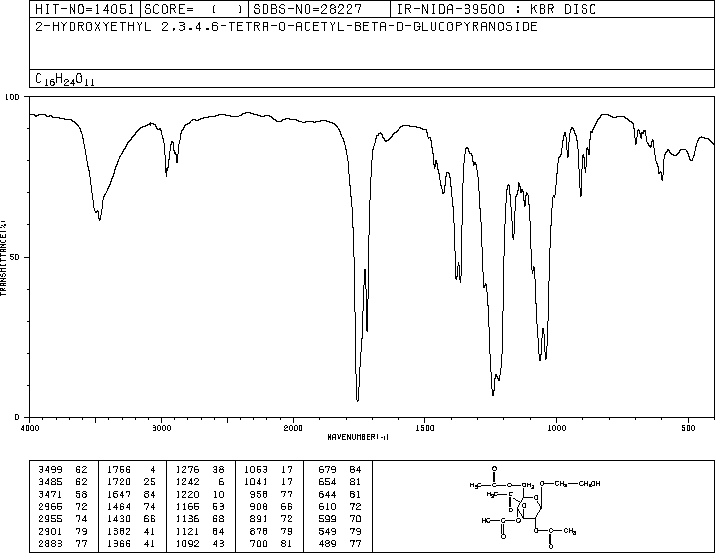 HIT-NO=14051 SCORE= ( ) SDBS-NO=28227 IR-NIDA-39500 : KBR DISC
2-HYDROXYETHYL 2,3,4,6-TETRA-O-ACETYL-BETA-D-GLUCOPYRANOSIDE
C16H24O11
100
50
0
TRANSMITTANCE(%)
4000 3000 2000 1500 1000 500
WAVENUMBER(-1)
3499 62 1756 4 1276 38 1063 17 679 84
3485 62 1720 25 1242 6 1041 17 654 81
3471 58 1647 84 1220 10 958 77 644 81
2966 72 1464 74 1166 53 908 66 610 72
2955 74 1430 66 1136 68 891 72 599 70
2901 79 1382 41 1121 84 878 79 549 79
2883 77 1366 41 1092 43 700 81 489 77